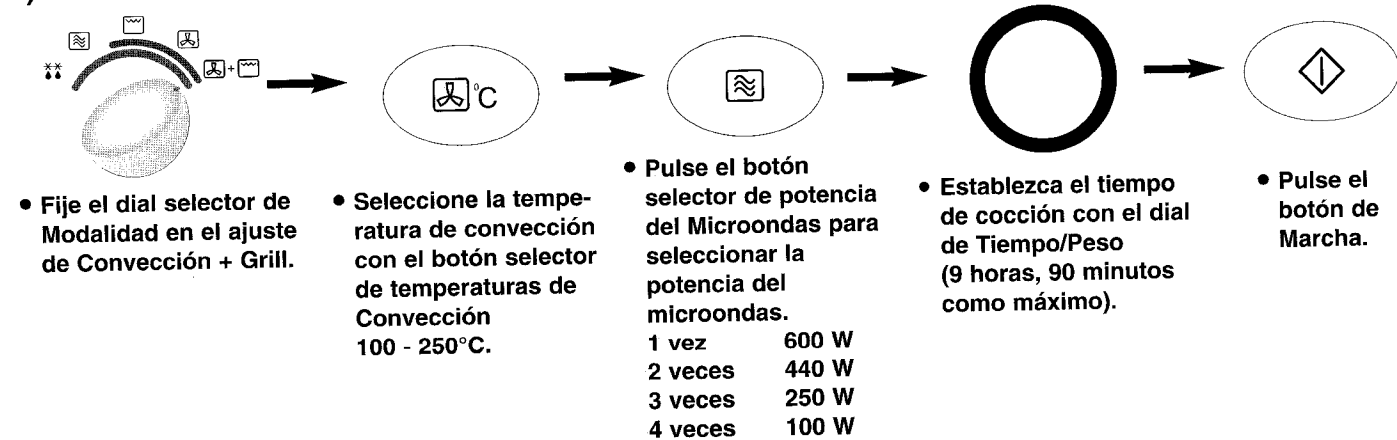 )
+
°C
• Fije el dial selector de
Modalidad en el ajuste
de Convección + Grill.
• Seleccione la tempe-
ratura de convección
con el botón selector
de temperaturas de
Convección
100 - 250°C.
• Pulse el botón
selector de potencia
del Microondas para
seleccionar la
potencia del
microondas.
1 vez 600 W
2 veces 440 W
3 veces 250 W
4 veces 100 W
• Establezca el tiempo
de cocción con el dial
de Tiempo/Peso
(9 horas, 90 minutos
como máximo).
• Pulse el
botón de
Marcha.